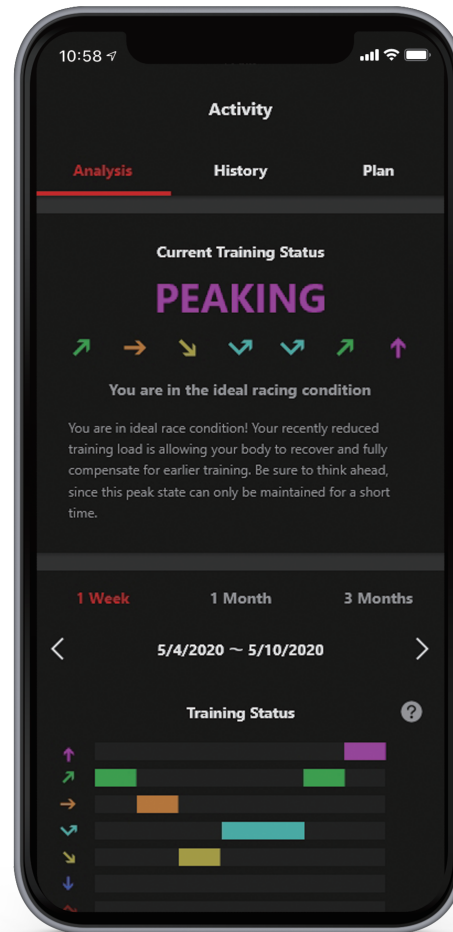 10:58
Activity
Analysis History Plan
Current Training Status
PEAKING
You are in the ideal racing condition
You are in ideal race condition! Your recently reduced
training load is allowing your body to recover and fully
compensate for earlier training. Be sure to think ahead,
since this peak state can only be maintained for a short
time.
1 Week 1 Month 3 Months
5/4/2020 ~ 5/10/2020
Training Status
?